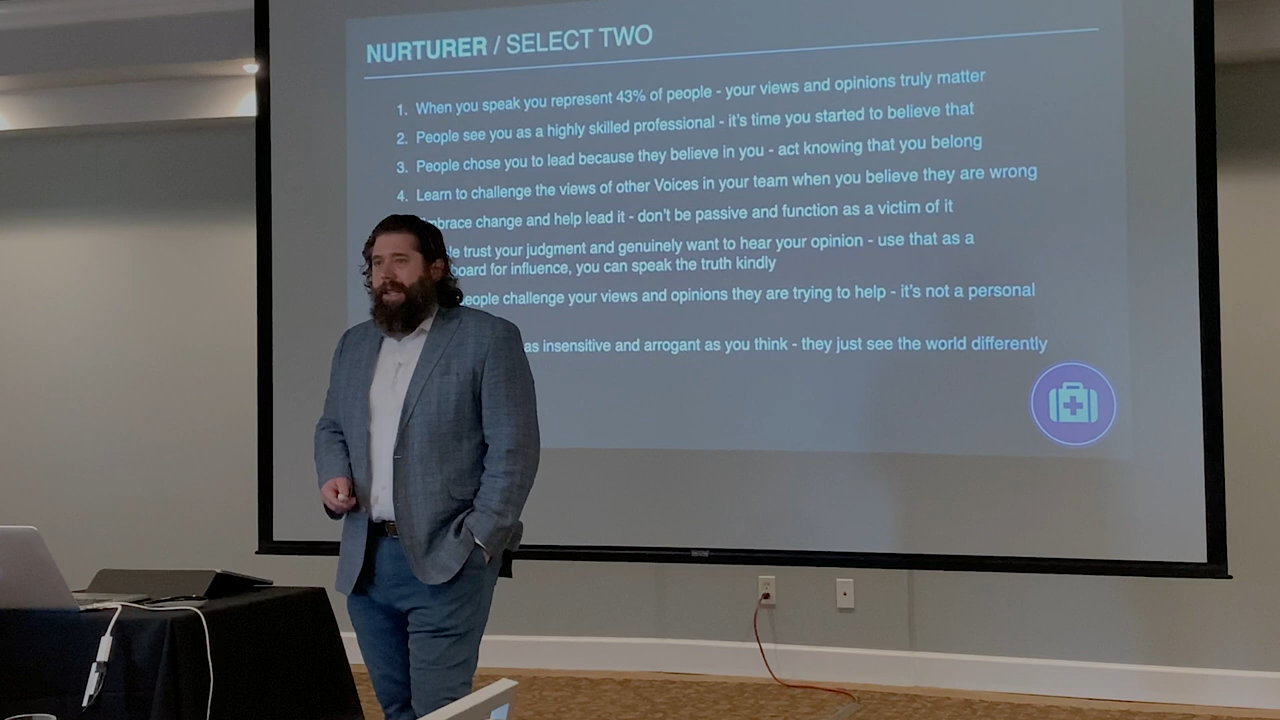 NURTURER / SELECT TWO
1. When you speak you represent 43% of people - your views and opinions truly matter
2. People see you as a highly skilled professional - it's time you started to believe that
3. People chose you to lead because they believe in you - act knowing that you belong
4. Learn to challenge the views of other Voices in your team when you believe they are wrong
change and help lead it - don't be passive and function as a victim of it
trust your judgment and genuinely want to hear your opinion - use that as a
for influence, you can speak the truth kindly
people challenge your views and opinions they are trying to help - it's not a personal
as insensitive and arrogant as you think - they just see the world differently